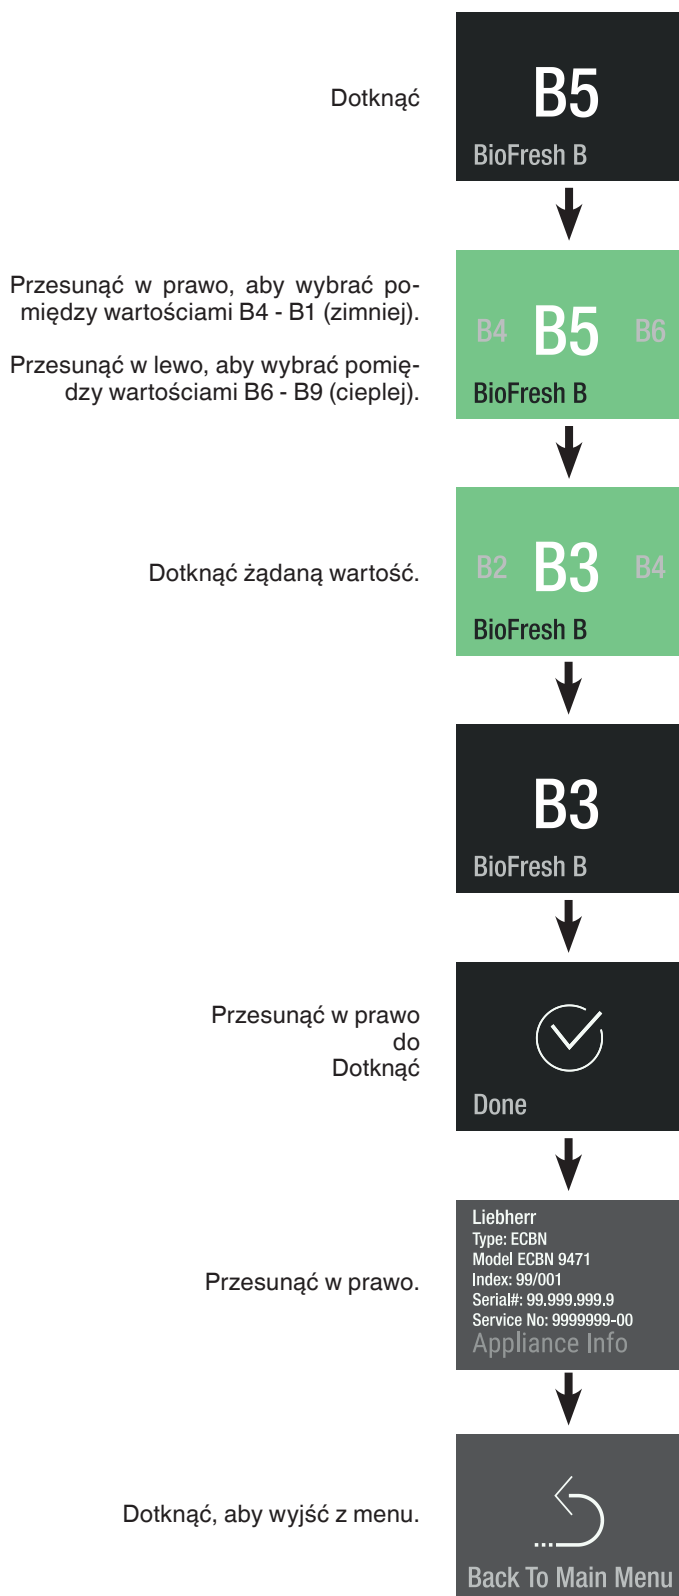 Dotknąć
B5
BioFresh B
Przesunąć w prawo, aby wybrać po-
między wartościami B4 - B1 (zimniej).
Przesunąć w lewo, aby wybrać pomię-
dzy wartościami B6 - B9 (cieplej).
B4 B5 B6
BioFresh B
Dotknąć żądaną wartość.
B2 B3 B4
BioFresh B
B3
BioFresh B
Przesunąć w prawo
do
Dotknąć
Done
Przesunąć w prawo.
Liebherr
Type: ECBN
Model ECBN 9471
Index: 99/001
Serial#: 99.999.999.9
Service No: 9999999-00
Appliance Info
Dotknąć, aby wyjść z menu.
Back To Main Menu